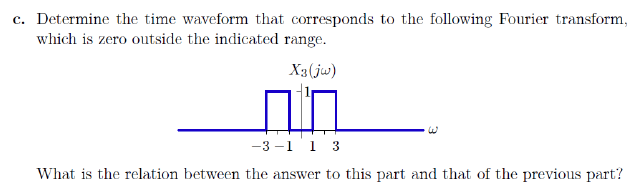 c. Determine the time waveform that corresponds to the following Fourier transform,
which is zero outside the indicated range.
X₃(jω)
1
ω
−3 −1 1 3
What is the relation between the answer to this part and that of the previous part?